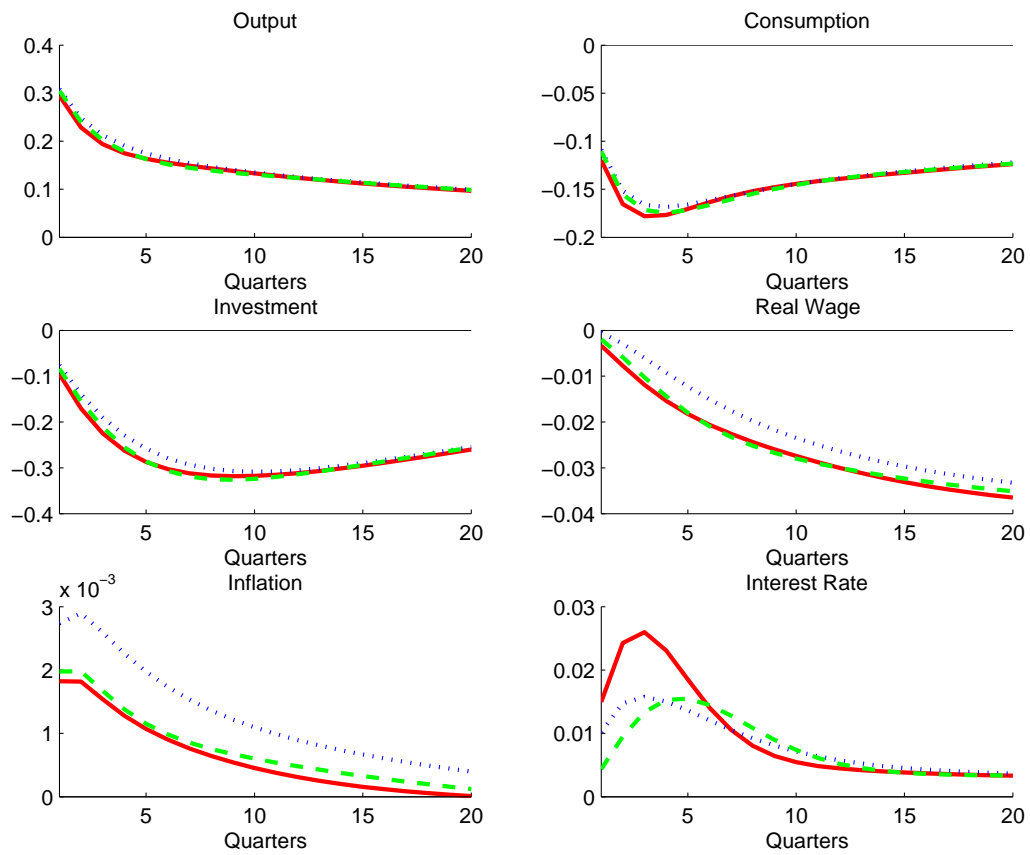 Output
0.4
0.3
0.2
0.1
0
5 10 15 20
Quarters
Consumption
0
−0.05
−0.1
−0.15
−0.2
5 10 15 20
Quarters
Investment
0
−0.1
−0.2
−0.3
−0.4
5 10 15 20
Quarters
Real Wage
0
−0.01
−0.02
−0.03
−0.04
5 10 15 20
Quarters
Inflation
x 10−3
3
2
1
0
5 10 15 20
Quarters
Interest Rate
0.03
0.02
0.01
0
5 10 15 20
Quarters